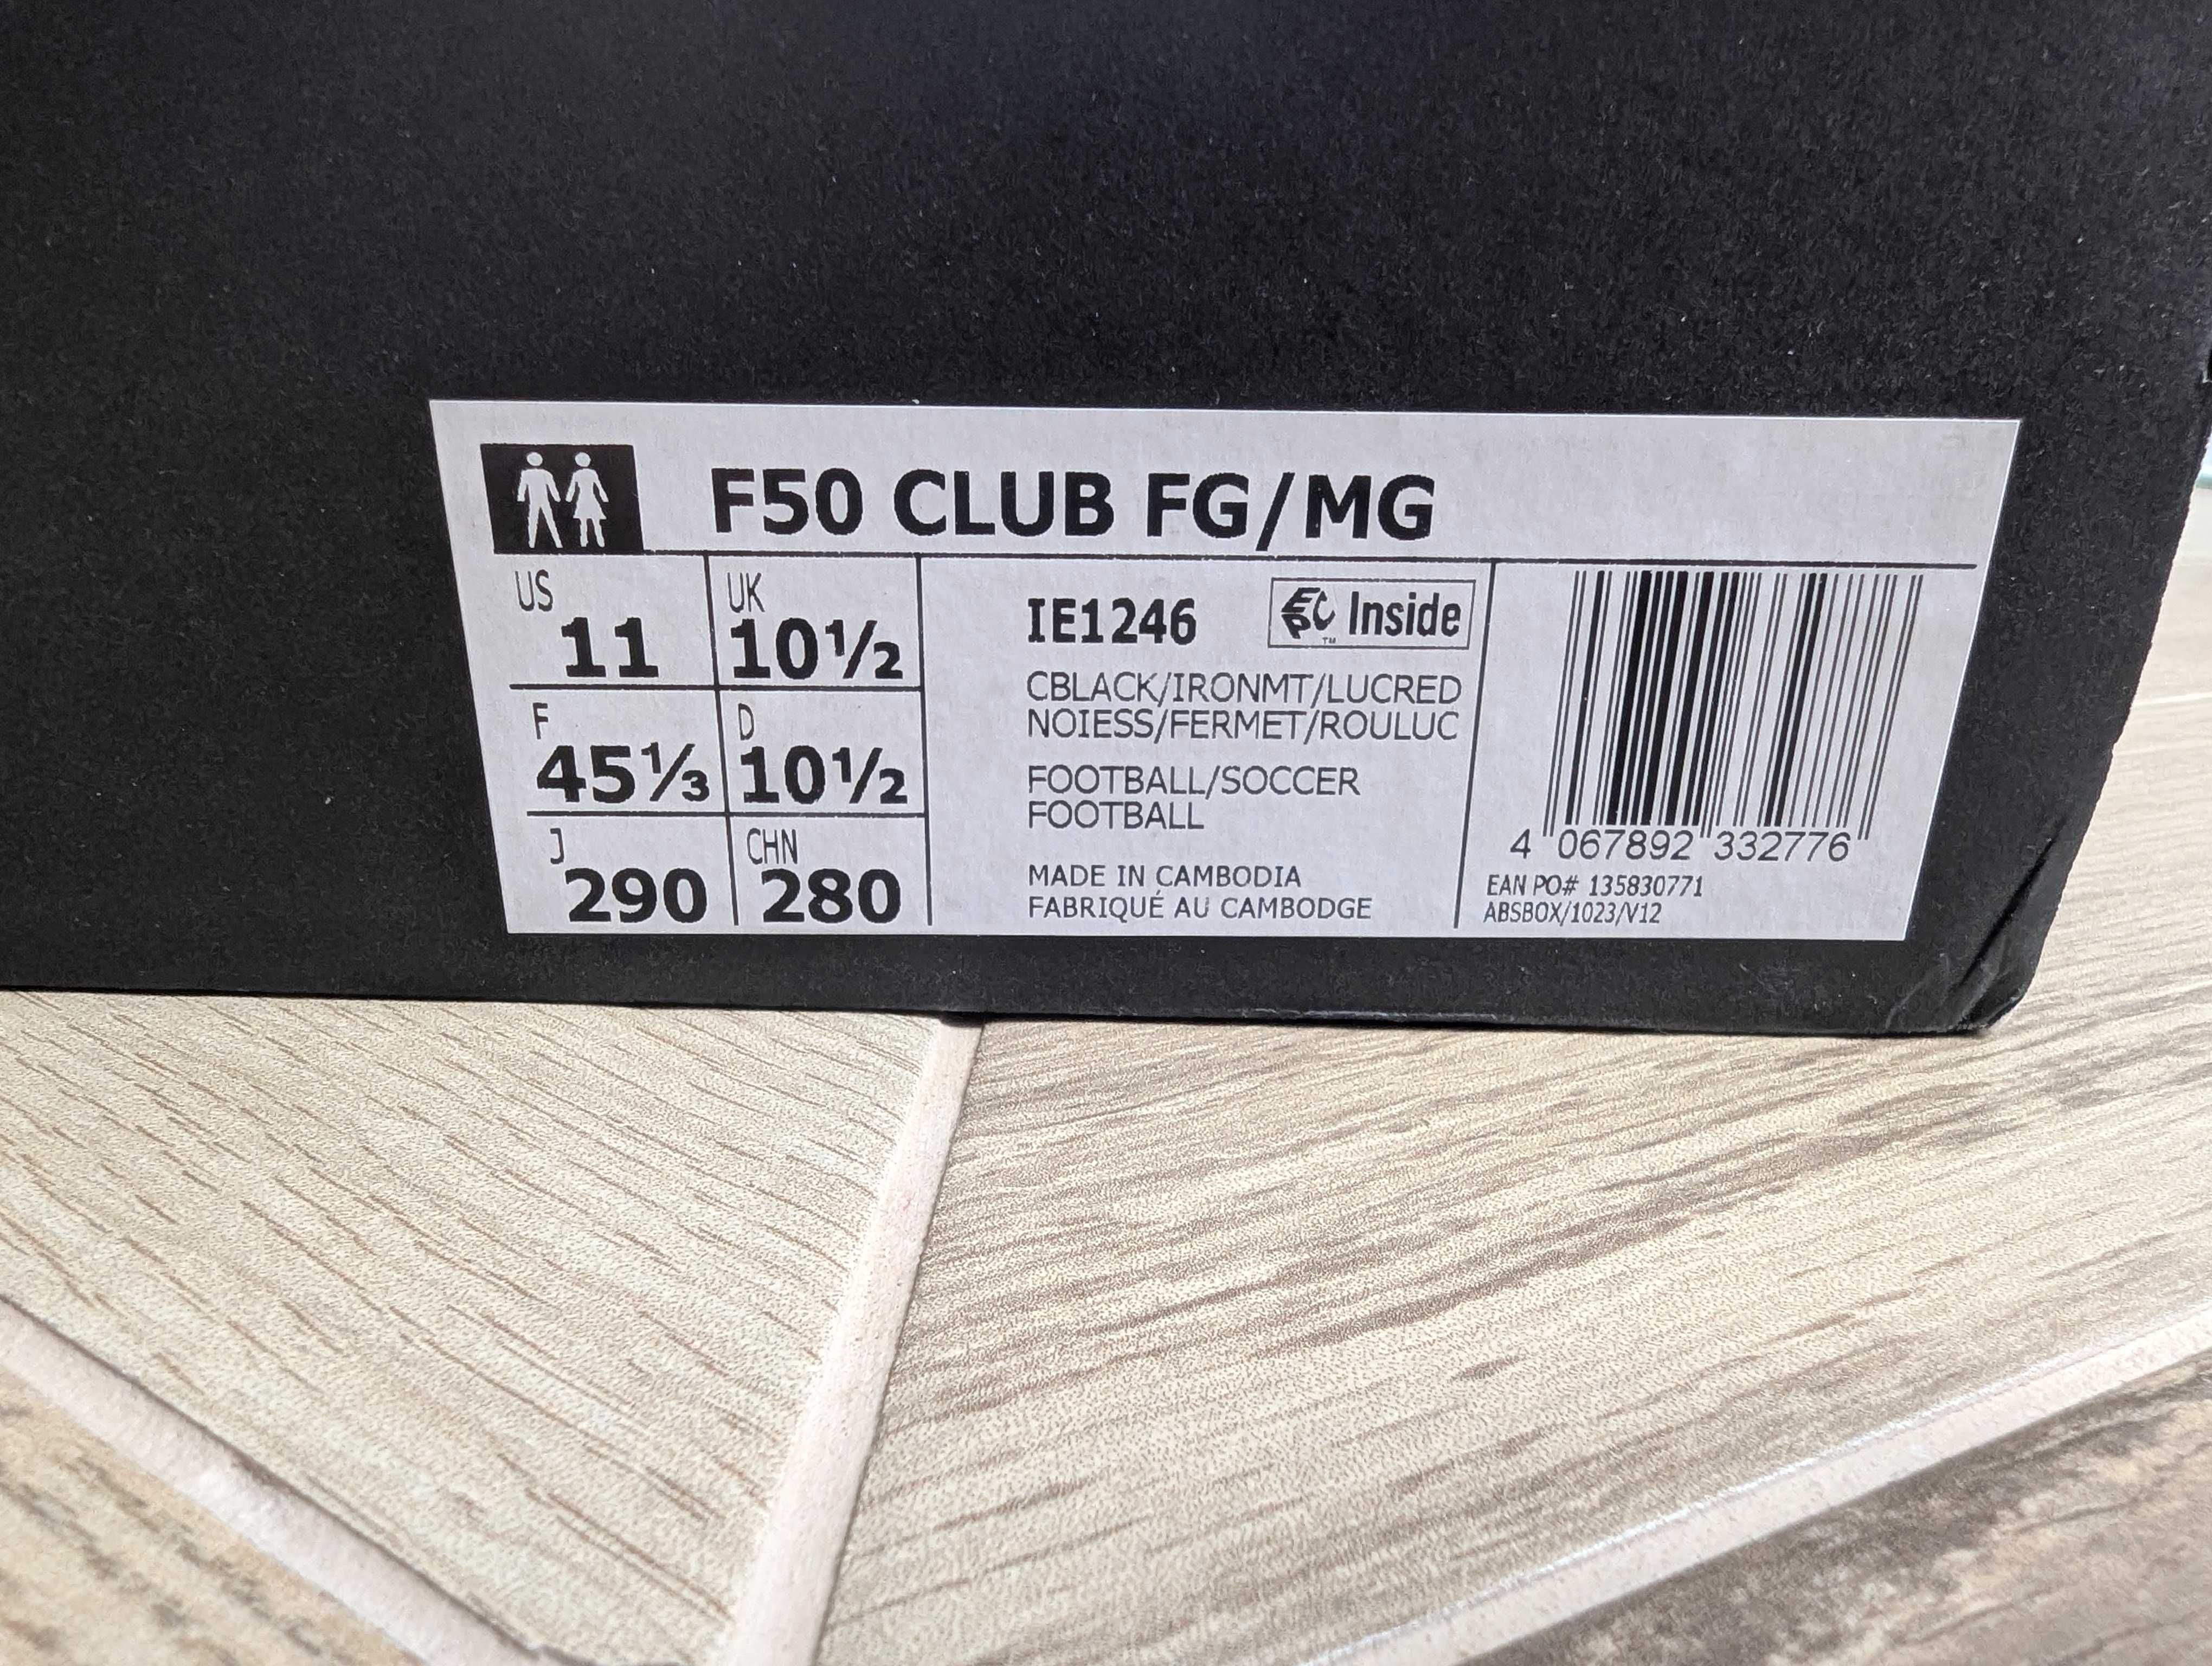 F50 CLUB FG/MG
US
11
UK
10½
F
45⅓
D
10½
J
290
CHN
280
IE1246
EPC™ Inside
CBLACK/IRONMT/LUCRED
NOIESS/FERMET/ROULUC
FOOTBALL/SOCCER
FOOTBALL
MADE IN CAMBODIA
FABRIQUÉ AU CAMBODGE
4 067892 332776
EAN PO# 135830771
ABSBOX/1023/V12